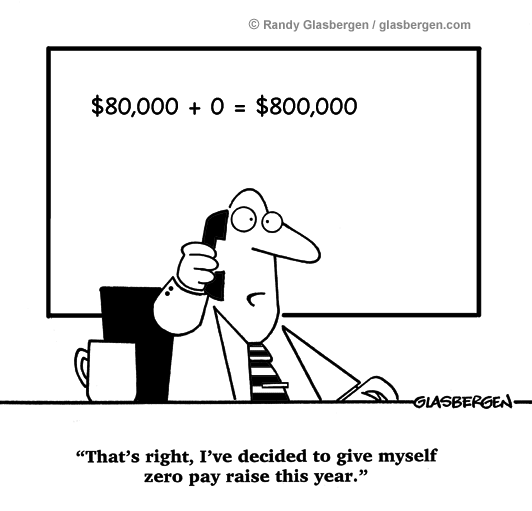 © Randy Glasbergen / glasbergen.com
$80,000 + 0 = $800,000
GLASBERGEN
“That’s right, I’ve decided to give myself
zero pay raise this year.”